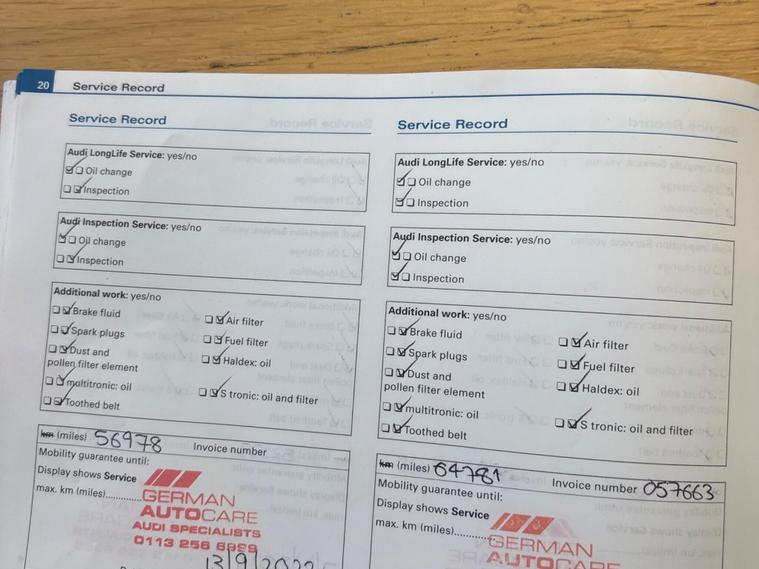 20 Service Record
Service Record
Audi LongLife Service: yes/no
Oil change
Inspection
Audi Inspection Service: yes/no
Oil change
Inspection
Additional work: yes/no
Brake fluid
Air filter
Spark plugs
Fuel filter
Dust and
pollen filter element
Haldex: oil
multitronic: oil
S tronic: oil and filter
Toothed belt
km (miles) 56978 Invoice number
Mobility guarantee until:
Display shows Service
max. km (miles)
GERMAN
AUTOCARE
AUDI SPECIALISTS
0113 256 6999
13/9/2022
Service Record
Audi LongLife Service: yes/no
Oil change
Inspection
Audi Inspection Service: yes/no
Oil change
Inspection
Additional work: yes/no
Brake fluid
Air filter
Spark plugs
Fuel filter
Dust and
pollen filter element
Haldex: oil
multitronic: oil
S tronic: oil and filter
Toothed belt
km (miles) 64781 Invoice number 057663
Mobility guarantee until:
Display shows Service
max. km (miles)
GERMAN
AUTOCARE